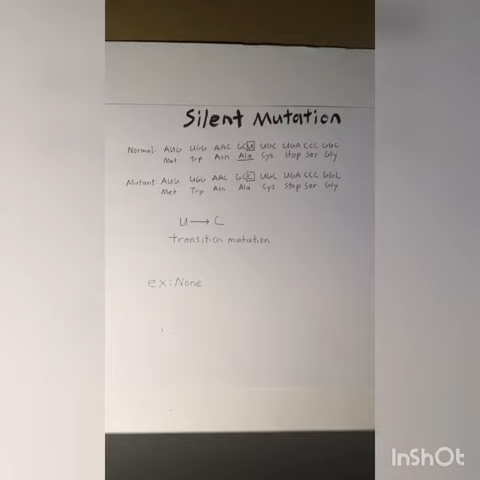 Silent Mutation
Normal: AUG UGG AAC GCU UGC UGA CCC GGC
Met Trp Asn Ala Cys Stop Ser Gly
Mutant: AUG UGG AAC GCC UGC UGA CCC GGC
Met Trp Asn Ala Cys Stop Ser Gly
U → C
transition mutation
ex: None
InShOt